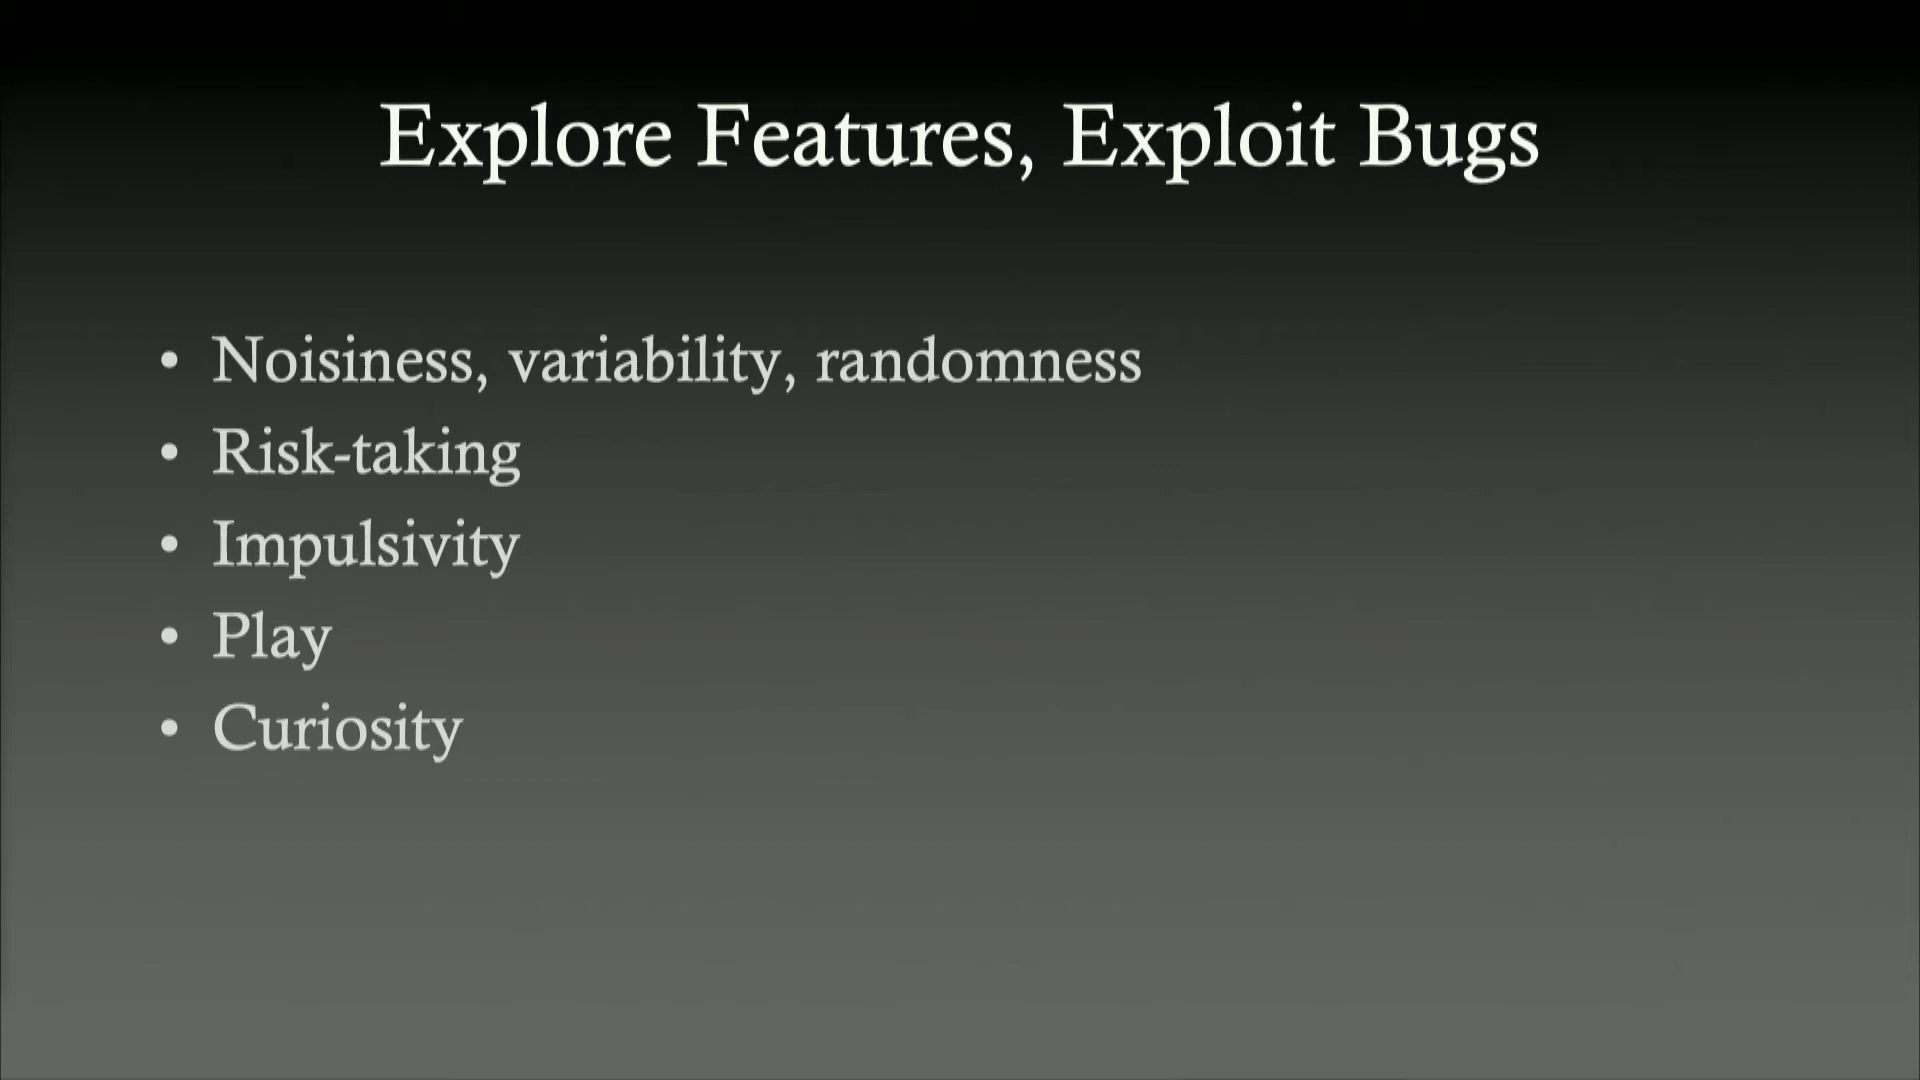 Explore Features, Exploit Bugs
• Noisiness, variability, randomness
• Risk-taking
• Impulsivity
• Play
• Curiosity